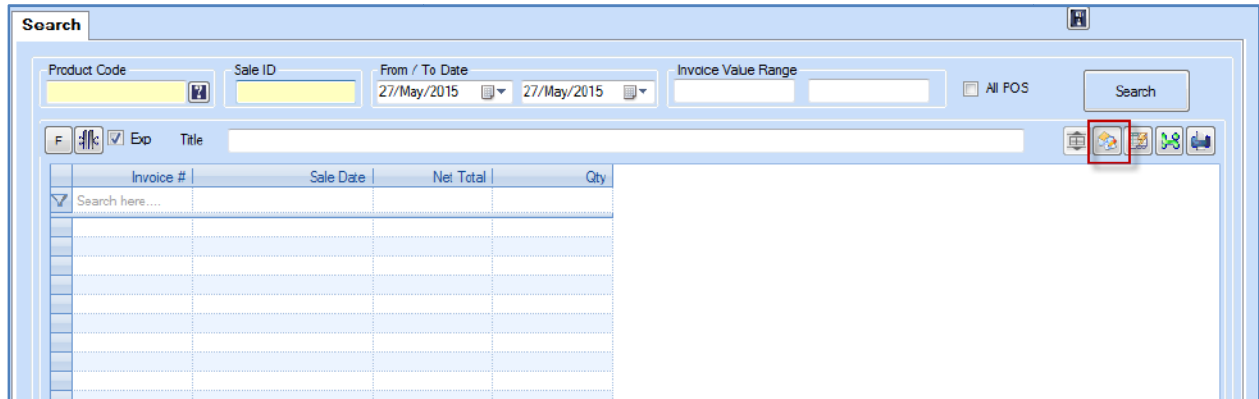 Search
Product Code Sale ID From / To Date Invoice Value Range
27/May/2015 27/May/2015 All POS Search
F Exp Title
Invoice # Sale Date Net Total Qty
Search here....